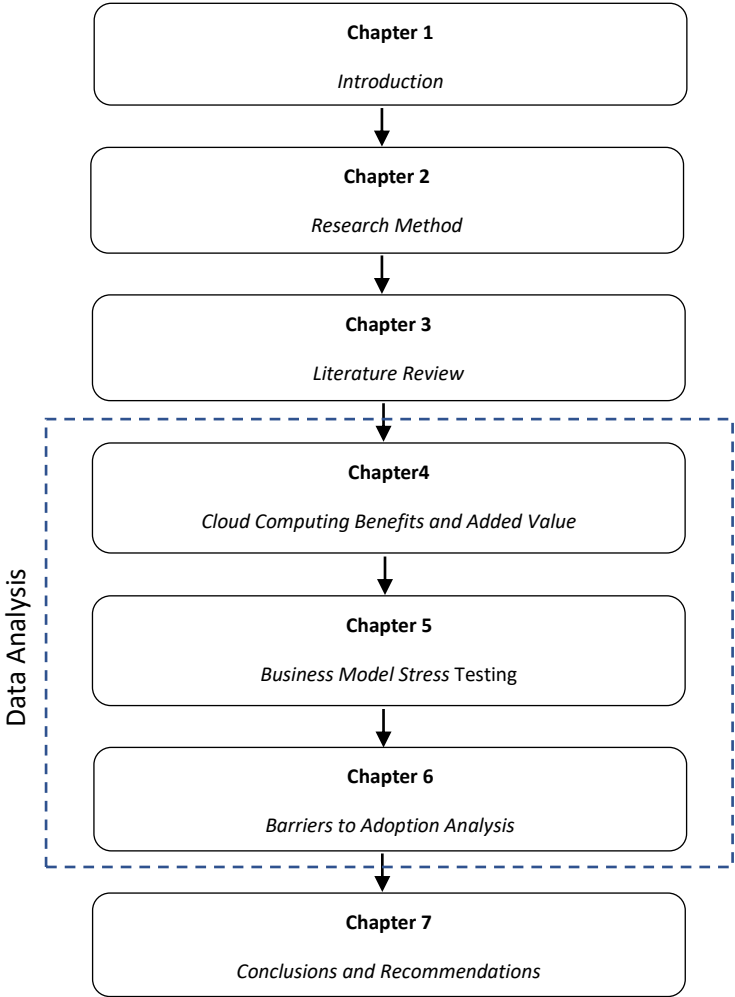 Chapter 1
Introduction
Chapter 2
Research Method
Chapter 3
Literature Review
Data Analysis
Chapter4
Cloud Computing Benefits and Added Value
Chapter 5
Business Model Stress Testing
Chapter 6
Barriers to Adoption Analysis
Chapter 7
Conclusions and Recommendations